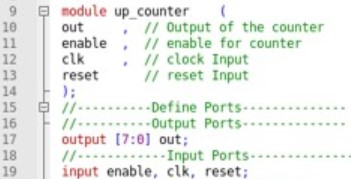 9 module up_counter (
10 out , // Output of the counter
11 enable , // enable for counter
12 clk , // clock Input
13 reset // reset Input
14 );
15 //----------Define Ports--------------
16 //----------Output Ports--------------
17 output [7:0] out;
18 //------------Input Ports--------------
19 input enable, clk, reset;